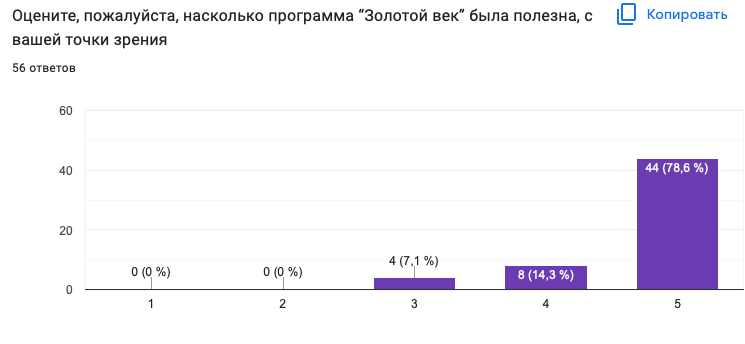 Оцените, пожалуйста, насколько программа “Золотой век” была полезна, с
вашей точки зрения
Копировать
56 ответов
60
40
20
0
0 (0 %)
0 (0 %)
4 (7,1 %)
8 (14,3 %)
44 (78,6 %)
1
2
3
4
5